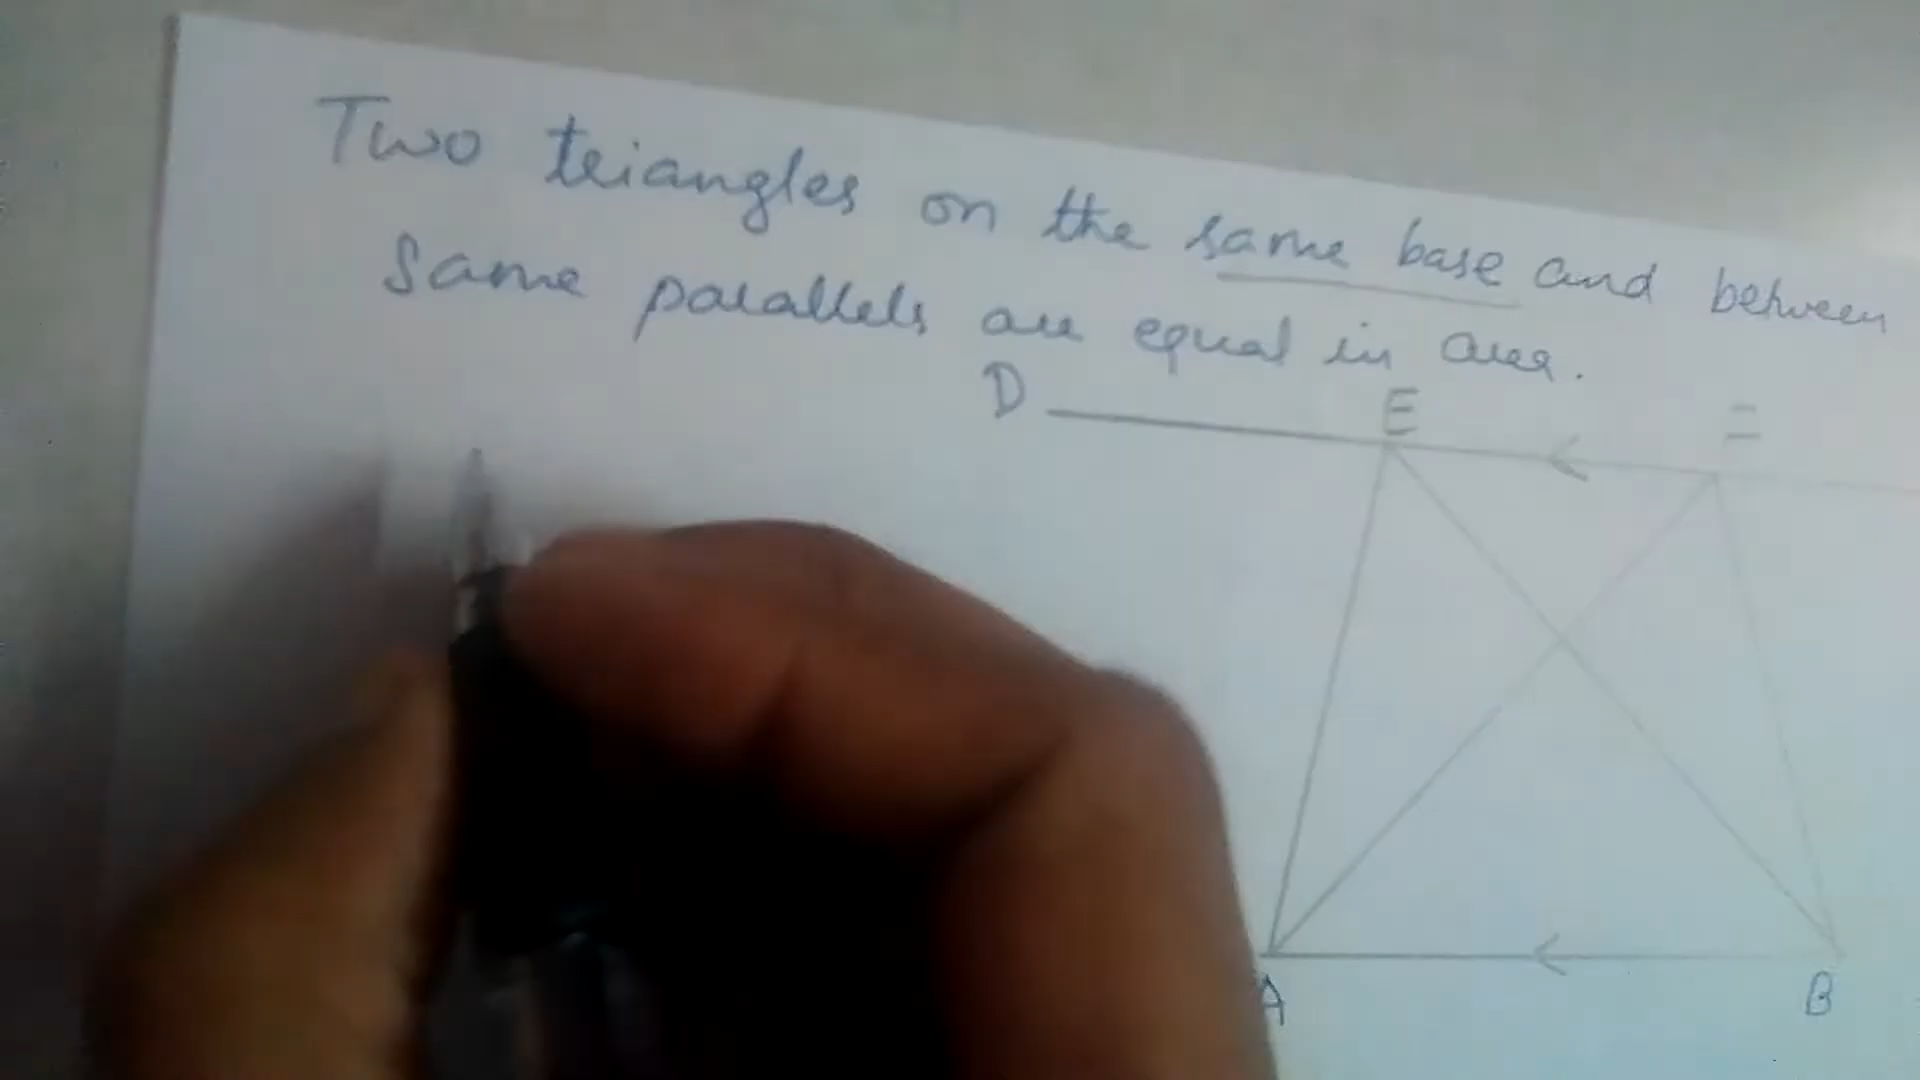 Two triangles on the same base and between
same parallels are equal in area.
D E
A B